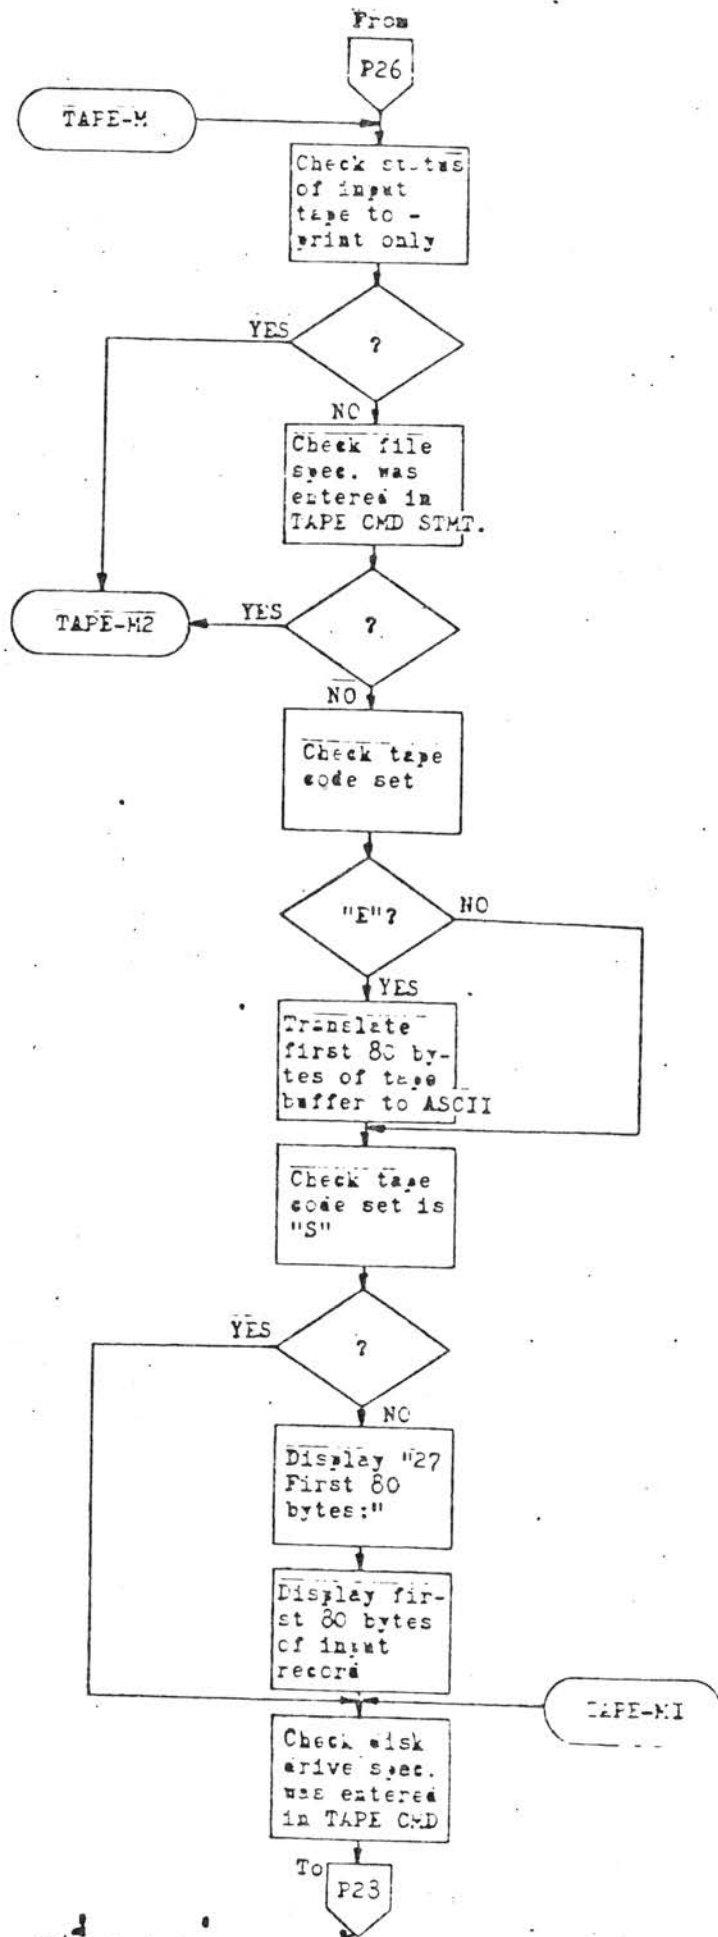 From
P26
TAPE-M
Check status
of input
tape to -
print only
YES
?
NO
Check file
spec. was
entered in
TAPE CMD STMT.
TAPE-M2
YES
?
NO
Check tape
code set
"E"?
NO
YES
Translate
first 80 by-
tes of tape
buffer to ASCII
Check tape
code set is
"S"
YES
?
NO
Display "27
First 80
bytes:"
Display fir-
st 80 bytes
of input
record
TAPE-M1
Check disk
drive spec.
was entered
in TAPE CMD
To
P23